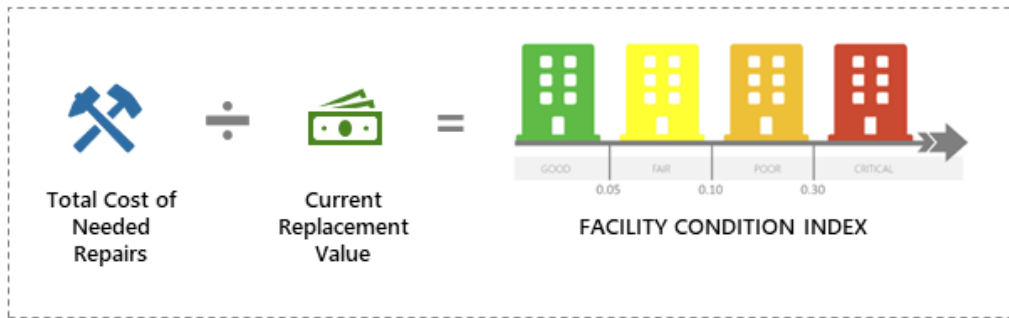 ÷
=
GOOD
FAIR
POOR
CRITICAL
0.05
0.10
0.30
Total Cost of
Needed
Repairs
Current
Replacement
Value
FACILITY CONDITION INDEX